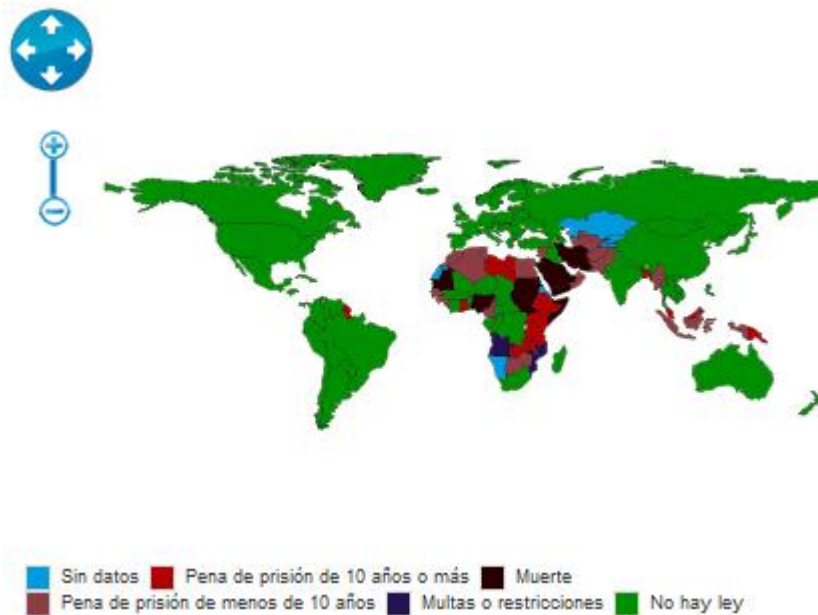 Sin datos Pena de prisión de 10 años o más Muerte
Pena de prisión de menos de 10 años Multas o restricciones No hay ley